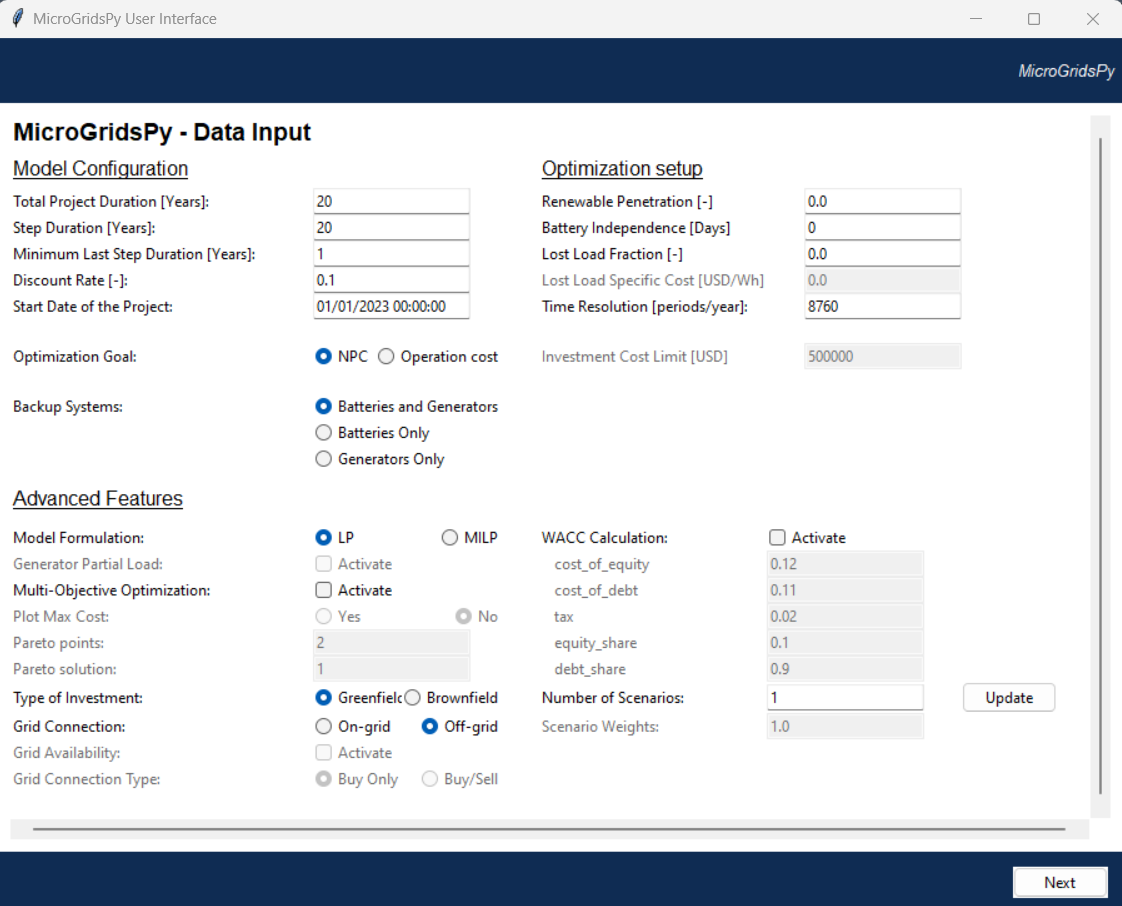 MicroGridsPy User Interface
MicroGridsPy
MicroGridsPy - Data Input
Model Configuration
Total Project Duration [Years]: 20
Step Duration [Years]: 20
Minimum Last Step Duration [Years]: 1
Discount Rate [-]: 0.1
Start Date of the Project: 01/01/2023 00:00:00
Optimization Goal: NPC Operation cost
Backup Systems: Batteries and Generators
Batteries Only
Generators Only
Optimization setup
Renewable Penetration [-] 0.0
Battery Independence [Days] 0
Lost Load Fraction [-] 0.0
Lost Load Specific Cost [USD/Wh] 0.0
Time Resolution [periods/year]: 8760
Investment Cost Limit [USD] 500000
Advanced Features
Model Formulation: LP MILP
Generator Partial Load: Activate
Multi-Objective Optimization: Activate
Plot Max Cost: Yes No
Pareto points: 2
Pareto solution: 1
Type of Investment: Greenfield Brownfield
Grid Connection: On-grid Off-grid
Grid Availability: Activate
Grid Connection Type: Buy Only Buy/Sell
WACC Calculation: Activate
cost_of_equity 0.12
cost_of_debt 0.11
tax 0.02
equity_share 0.1
debt_share 0.9
Number of Scenarios: 1 Update
Scenario Weights: 1.0
Next